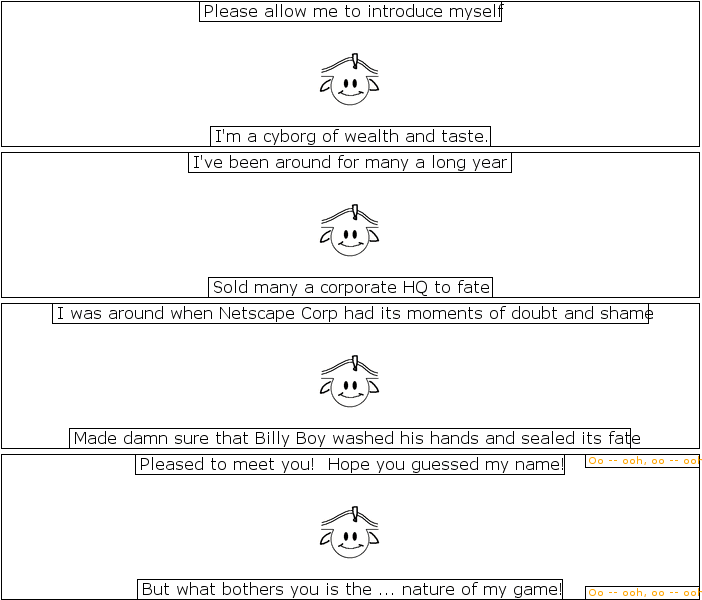 Please allow me to introduce myself
I'm a cyborg of wealth and taste.
I've been around for many a long year
Sold many a corporate HQ to fate
I was around when Netscape Corp had its moments of doubt and shame
Made damn sure that Billy Boy washed his hands and sealed its fate
Pleased to meet you!  Hope you guessed my name!
Oo -- ooh, oo -- ooh
But what bothers you is the ... nature of my game!
Oo -- ooh, oo -- ooh